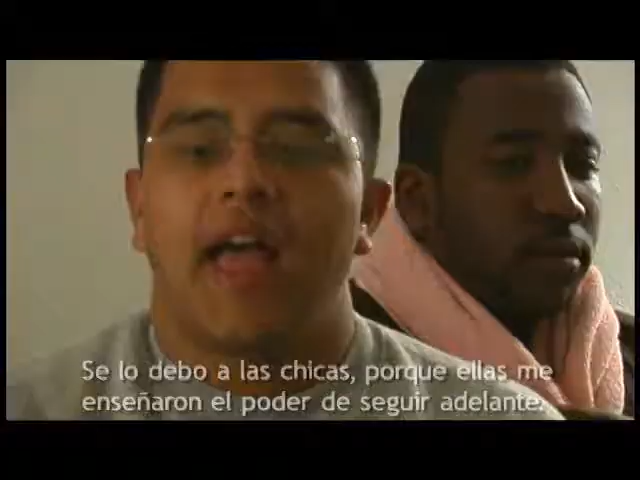 Se lo debo a las chicas, porque ellas me
enseñaron el poder de seguir adelante.